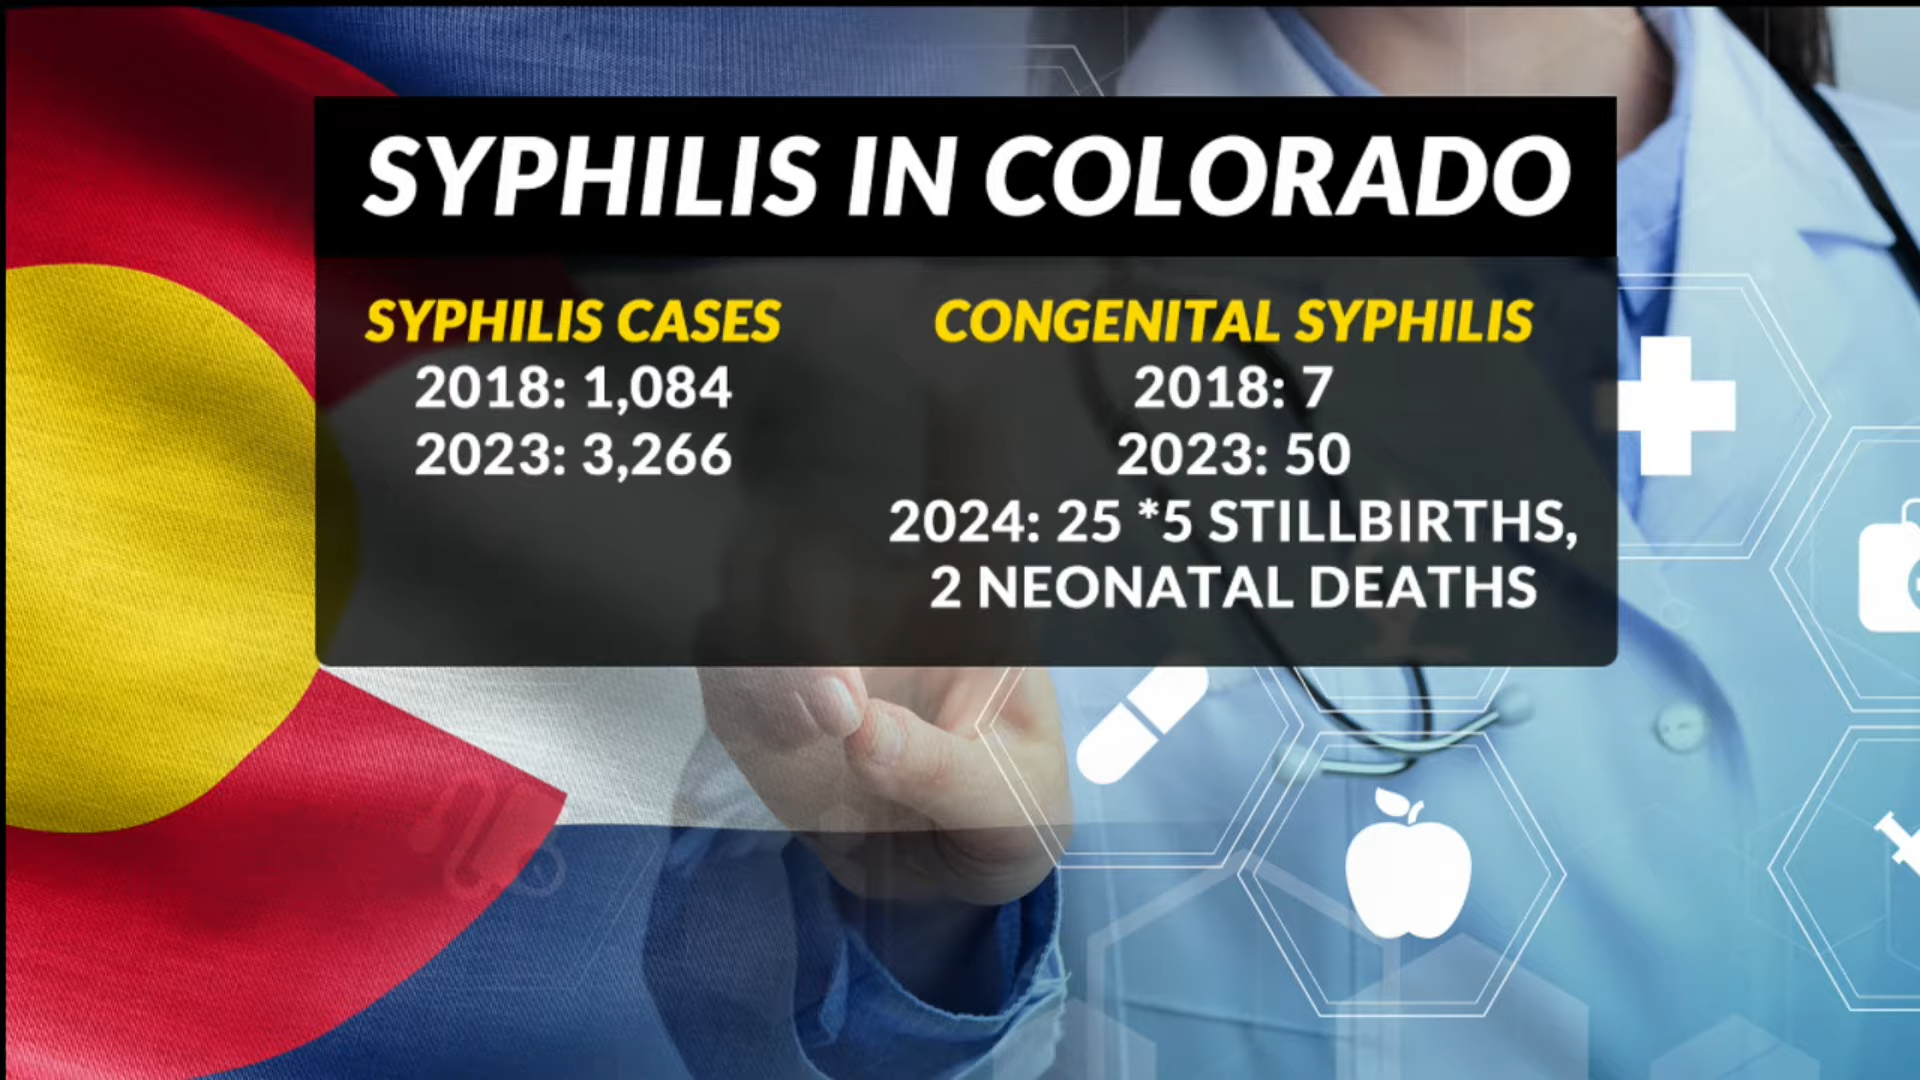 SYPHILIS IN COLORADO
SYPHILIS CASES
2018: 1,084
2023: 3,266
CONGENITAL SYPHILIS
2018: 7
2023: 50
2024: 25 *5 STILLBIRTHS,
2 NEONATAL DEATHS